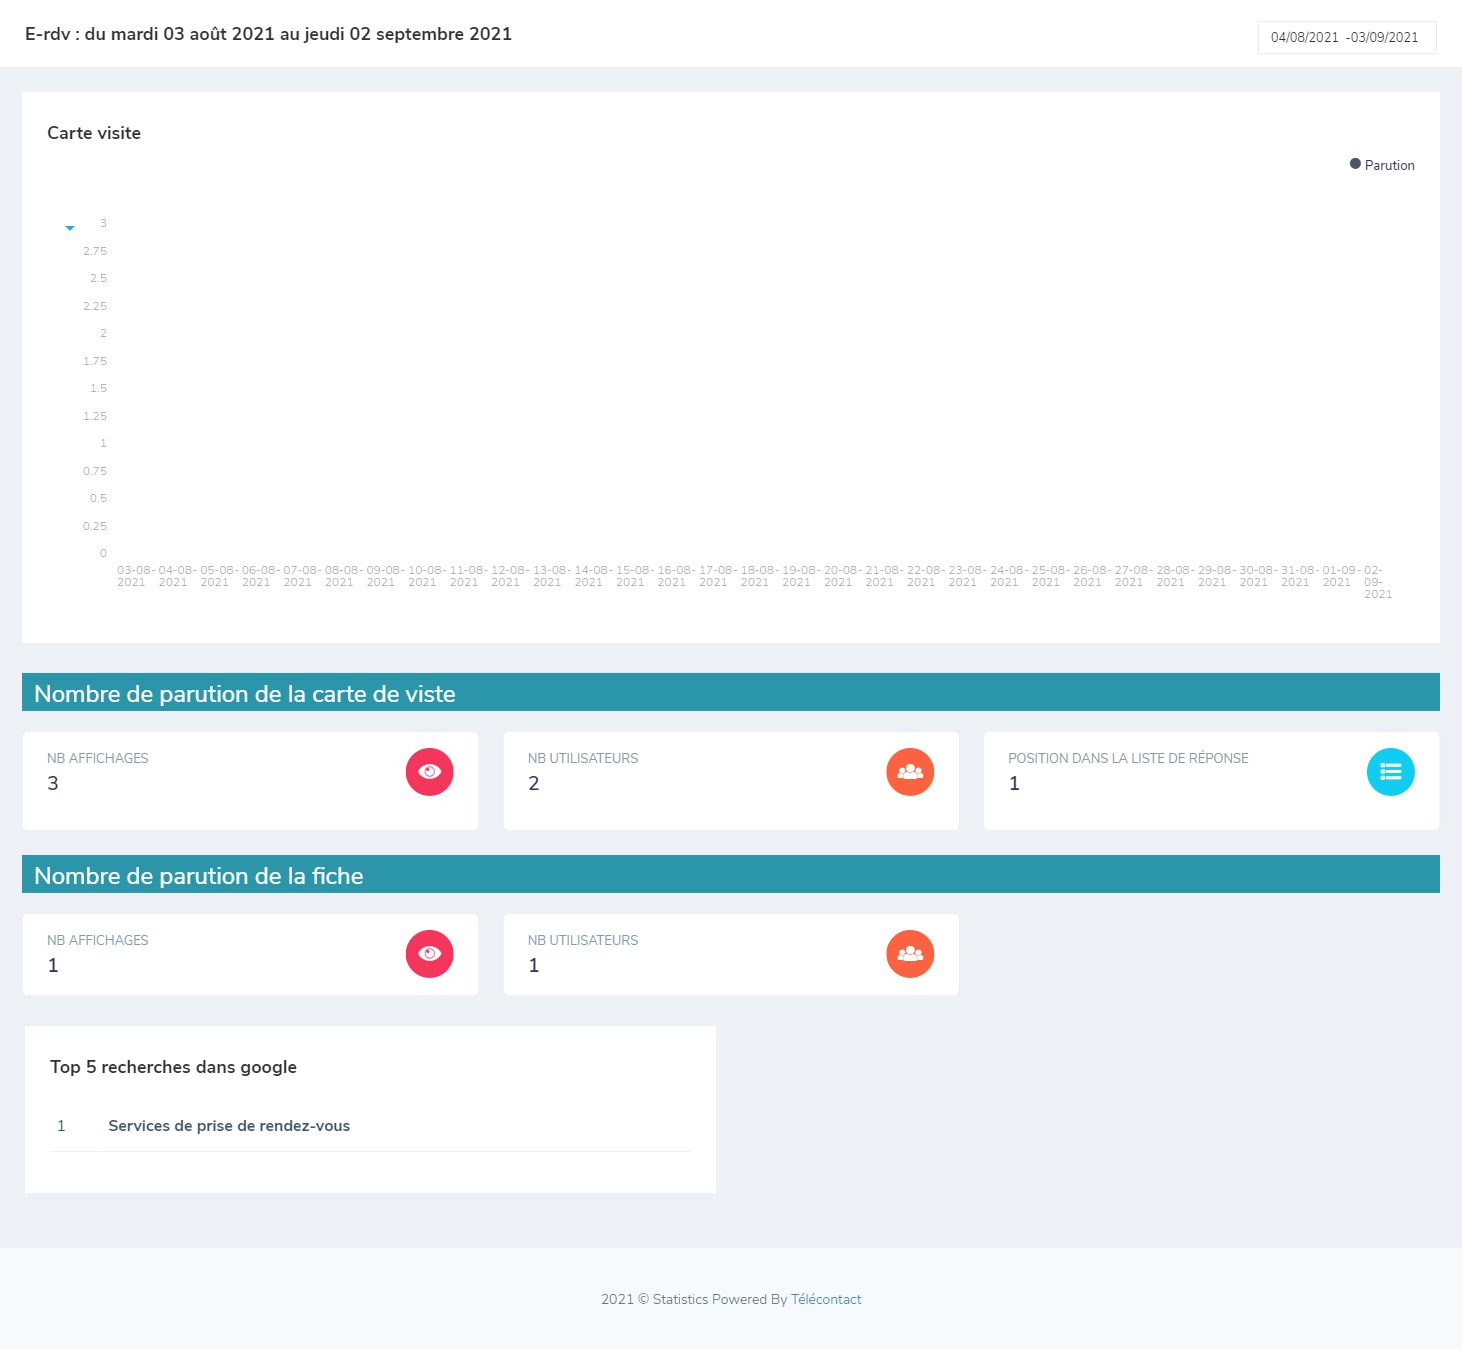 E-rdv : du mardi 03 août 2021 au jeudi 02 septembre 2021
04/08/2021 -03/09/2021
Carte visite
Parution
3
2.75
2.5
2.25
2
1.75
1.5
1.25
1
0.75
0.5
0.25
0
03-08- 04-08- 05-08- 06-08- 07-08- 08-08- 09-08- 10-08- 11-08- 12-08- 13-08- 14-08- 15-08- 16-08- 17-08- 18-08- 19-08- 20-08- 21-08- 22-08- 23-08- 24-08- 25-08- 26-08- 27-08- 28-08- 29-08- 30-08- 31-08- 01-09- 02-
2021 2021 2021 2021 2021 2021 2021 2021 2021 2021 2021 2021 2021 2021 2021 2021 2021 2021 2021 2021 2021 2021 2021 2021 2021 2021 2021 2021 2021 2021 09-
2021
Nombre de parution de la carte de viste
NB AFFICHAGES
3
NB UTILISATEURS
2
POSITION DANS LA LISTE DE RÉPONSE
1
Nombre de parution de la fiche
NB AFFICHAGES
1
NB UTILISATEURS
1
Top 5 recherches dans google
1 Services de prise de rendez-vous
2021 © Statistics Powered By Télécontact